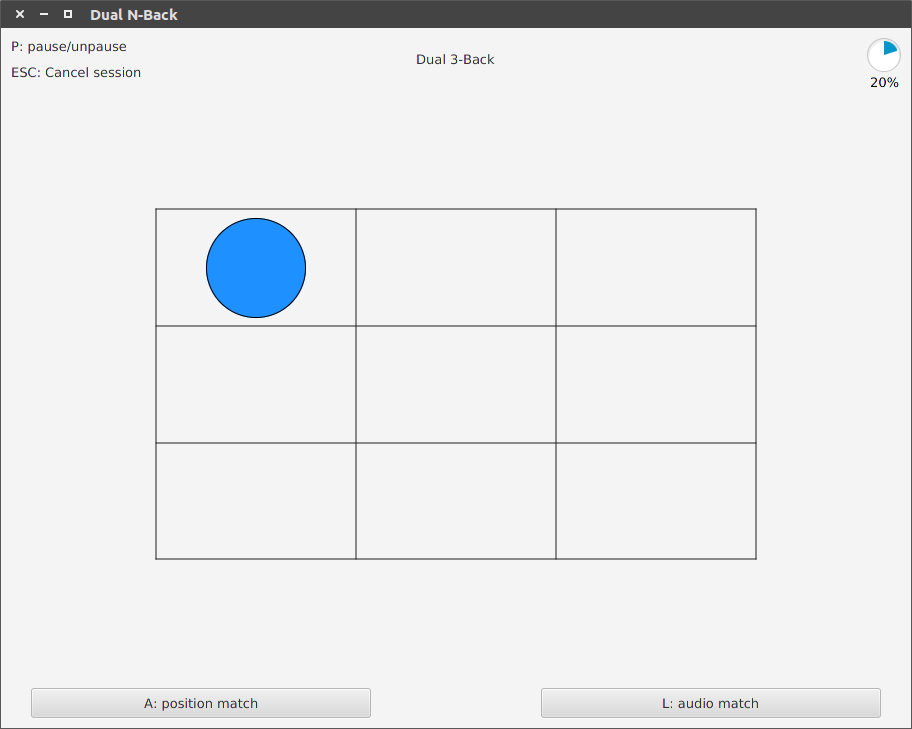 Dual N-Back
P: pause/unpause
ESC: Cancel session
Dual 3-Back
20%
A: position match
L: audio match